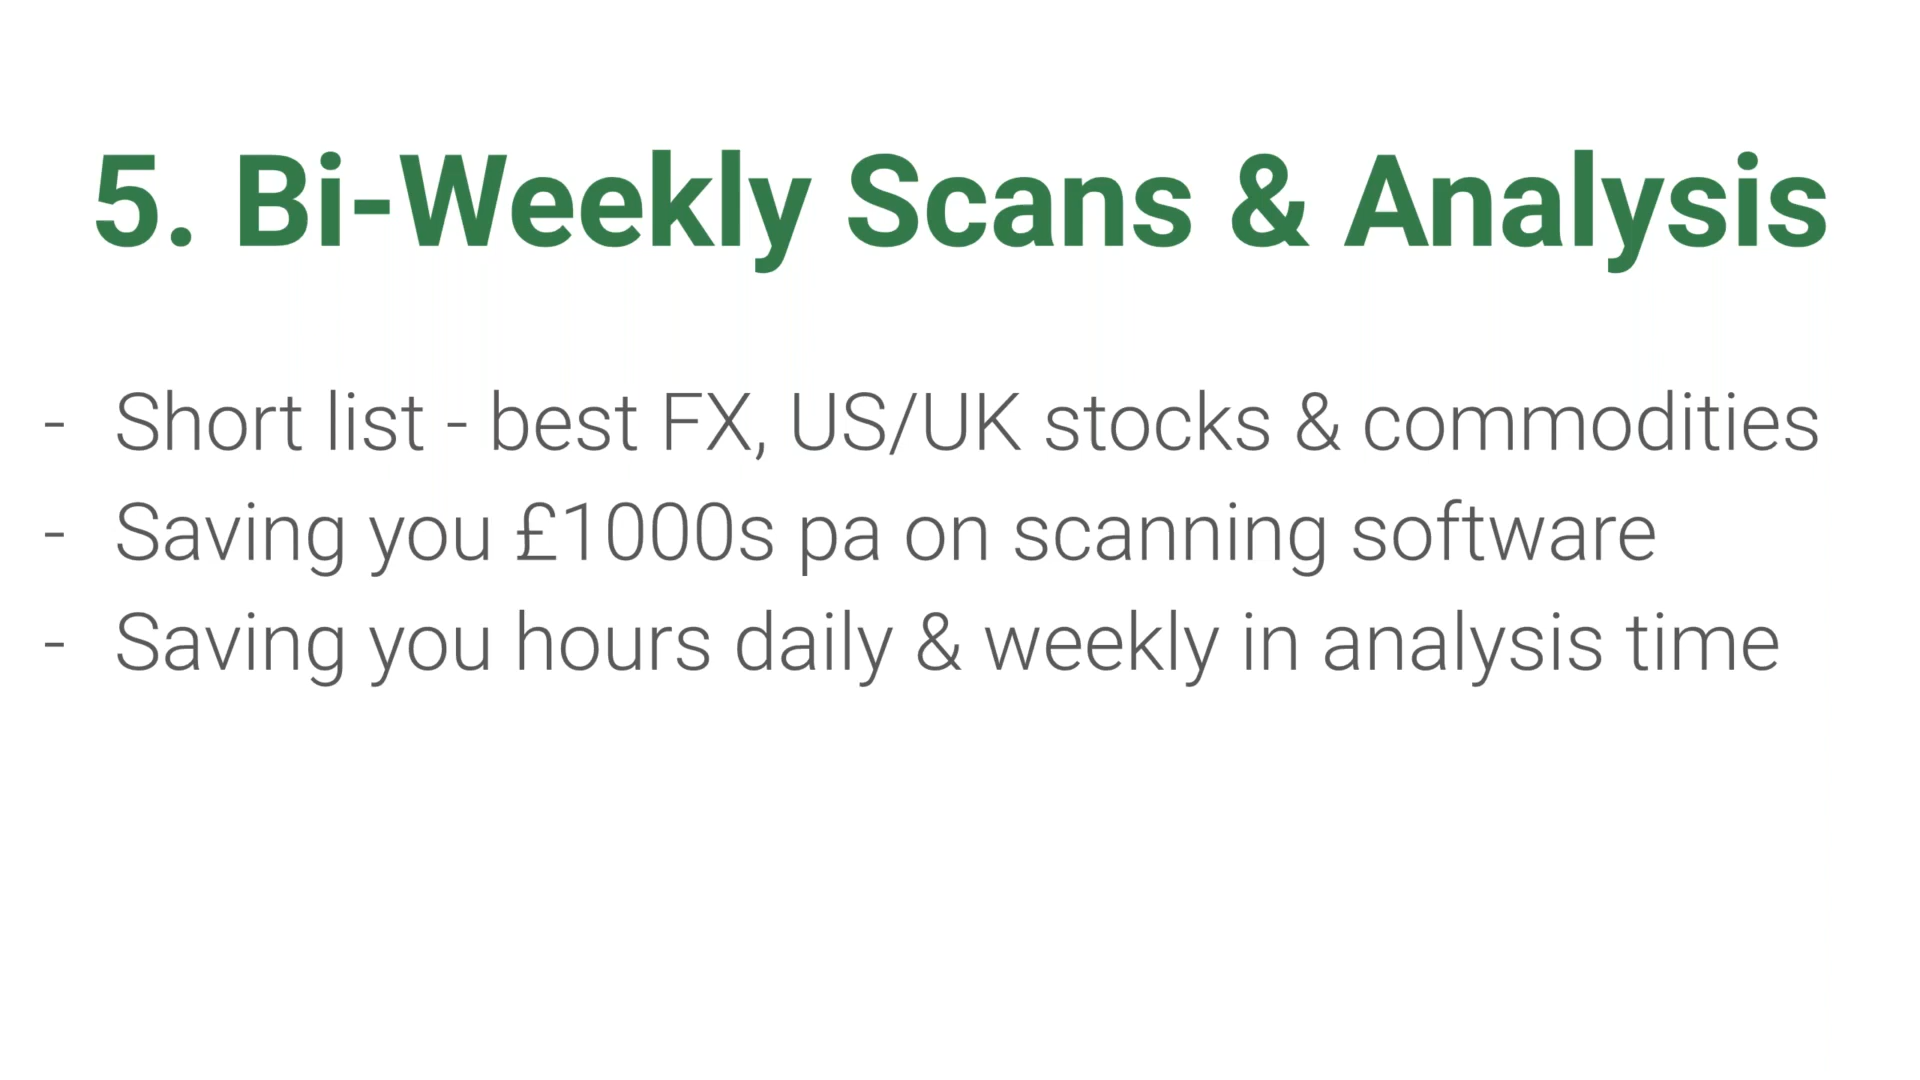 5. Bi-Weekly Scans & Analysis
- Short list - best FX, US/UK stocks & commodities
- Saving you £1000s pa on scanning software
- Saving you hours daily & weekly in analysis time